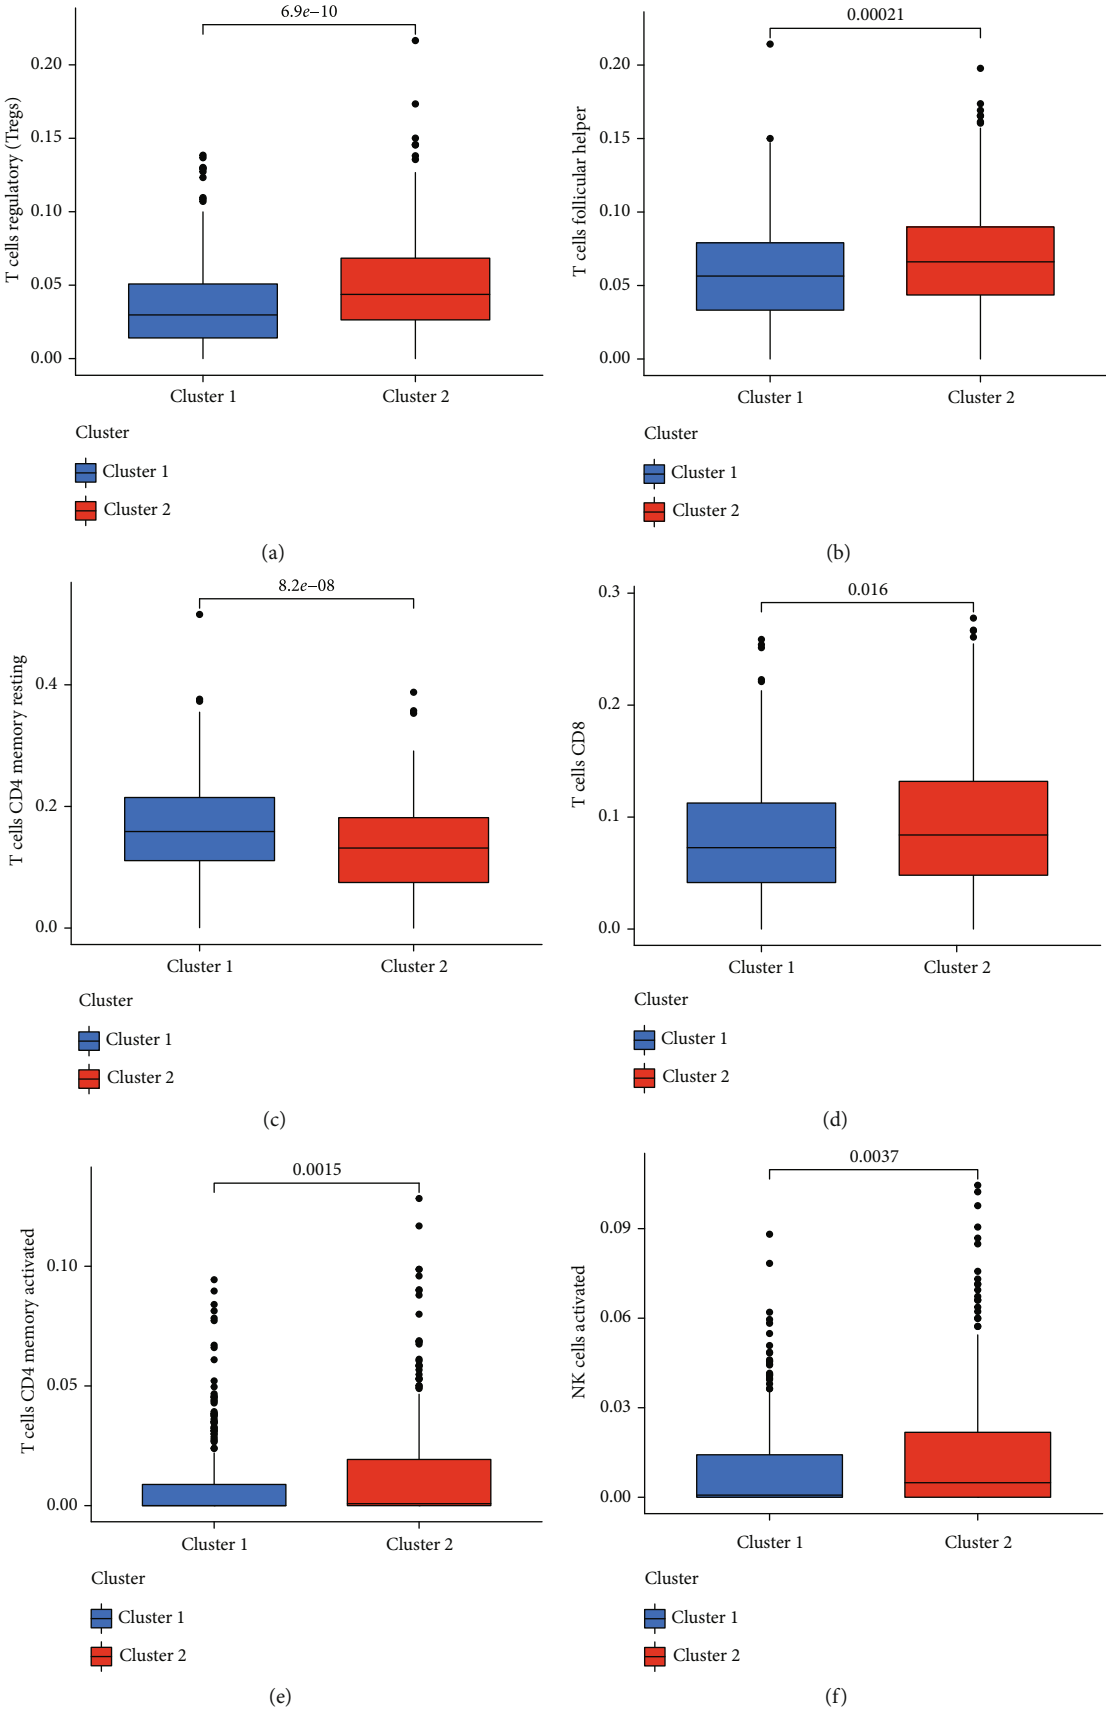 6.9e−10
T cells regulatory (Tregs)
0.20
0.15
0.10
0.05
0.00
Cluster 1
Cluster 2
Cluster
Cluster 1
Cluster 2
(a)
0.00021
T cells follicular helper
0.20
0.15
0.10
0.05
0.00
Cluster 1
Cluster 2
Cluster
Cluster 1
Cluster 2
(b)
8.2e−08
T cells CD4 memory resting
0.4
0.2
0.0
Cluster 1
Cluster 2
Cluster
Cluster 1
Cluster 2
(c)
0.016
T cells CD8
0.3
0.2
0.1
0.0
Cluster 1
Cluster 2
Cluster
Cluster 1
Cluster 2
(d)
0.0015
T cells CD4 memory activated
0.10
0.05
0.00
Cluster 1
Cluster 2
Cluster
Cluster 1
Cluster 2
(e)
0.0037
NK cells activated
0.09
0.06
0.03
0.00
Cluster 1
Cluster 2
Cluster
Cluster 1
Cluster 2
(f)